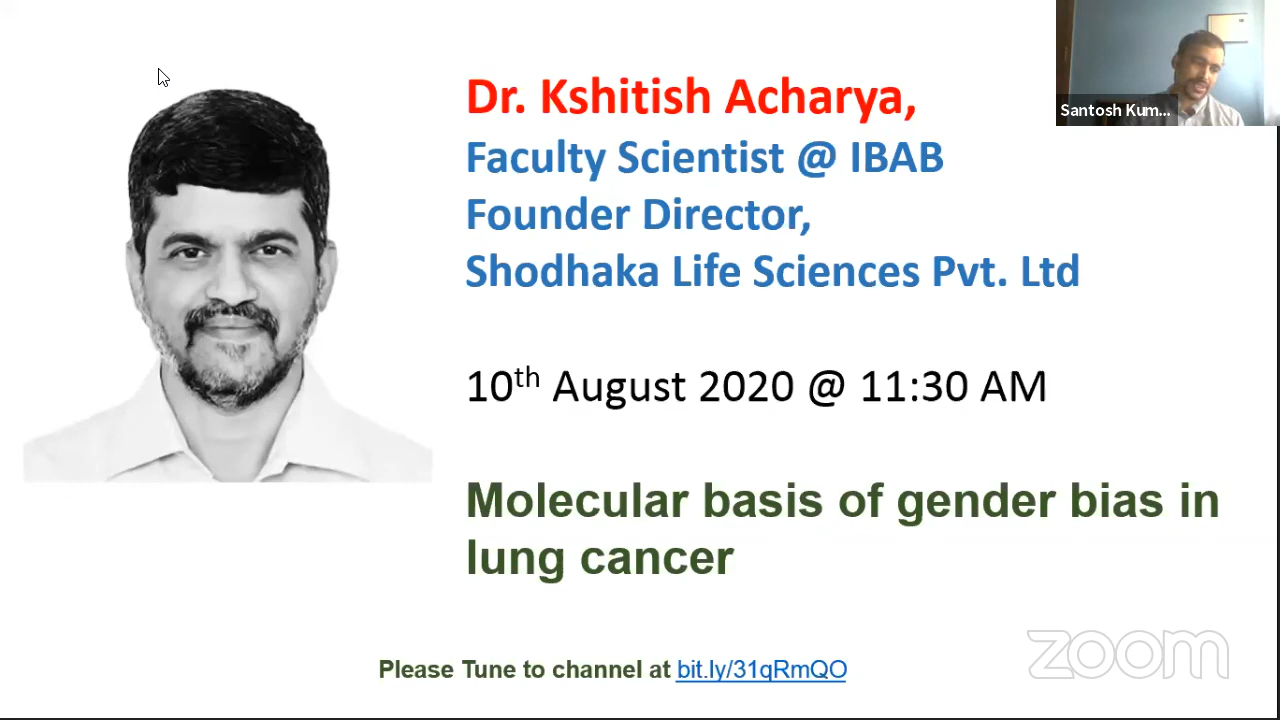 Dr. Kshitish Acharya,
Faculty Scientist @ IBAB
Founder Director,
Shodhaka Life Sciences Pvt. Ltd
10th August 2020 @ 11:30 AM
Molecular basis of gender bias in
lung cancer
Please Tune to channel at bit.ly/31qRmQO
Santosh Kum...
zoom